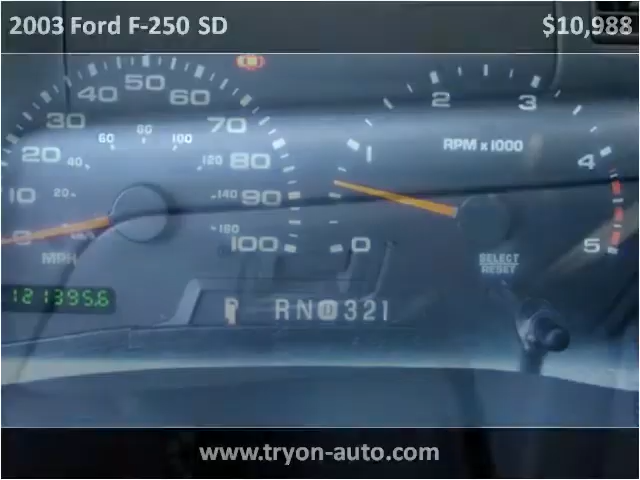 2003 Ford F-250 SD $10,988
50
40 60
30 80 70
60 100
20 40 120 80
10 20 140 90
0 160 100
MPH
2 3
1 RPM x 1000 4
0 5
SELECT
RESET
121395.6
RN 321
www.tryon-auto.com